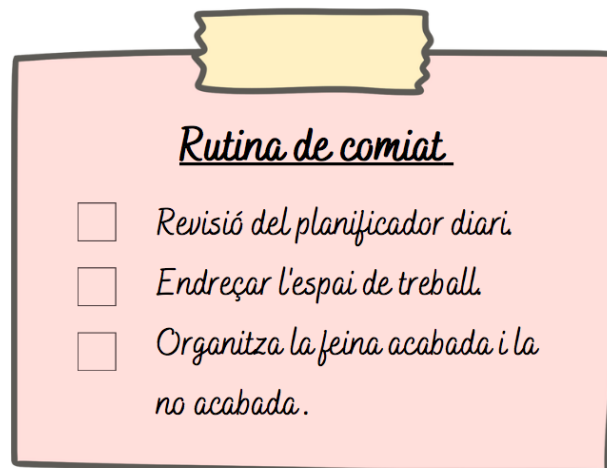 Rutina de comiat
Revisió del planificador diari.
Endreçar l'espai de treball.
Organitza la feina acabada i la
no acabada.